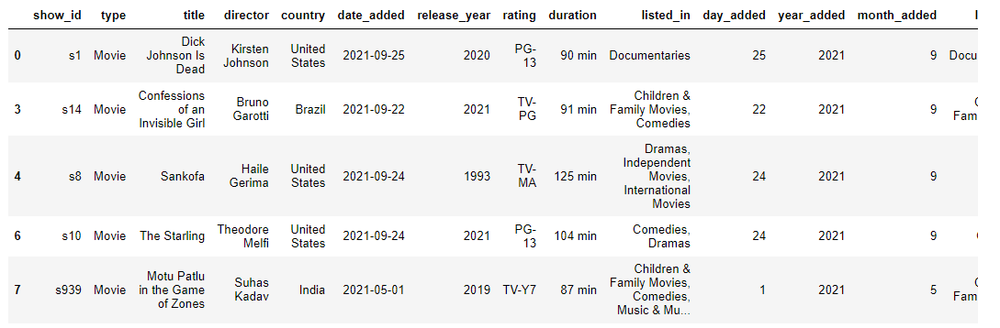 show_id type title director country date_added release_year rating duration listed_in day_added year_added month_added l
0 s1 Movie Dick Johnson Is Dead Kirsten Johnson United States 2021-09-25 2020 PG-13 90 min Documentaries 25 2021 9 Docu
3 s14 Movie Confessions of an Invisible Girl Bruno Garotti Brazil 2021-09-22 2021 TV-PG 91 min Children & Family Movies, Comedies 22 2021 9 C Fam
4 s8 Movie Sankofa Haile Gerima United States 2021-09-24 1993 TV-MA 125 min Dramas, Independent Movies, International Movies 24 2021 9
6 s10 Movie The Starling Theodore Melfi United States 2021-09-24 2021 PG-13 104 min Comedies, Dramas 24 2021 9 C
7 s939 Movie Motu Patlu in the Game of Zones Suhas Kadav India 2021-05-01 2019 TV-Y7 87 min Children & Family Movies, Comedies, Music & Mu... 1 2021 5 C Fam